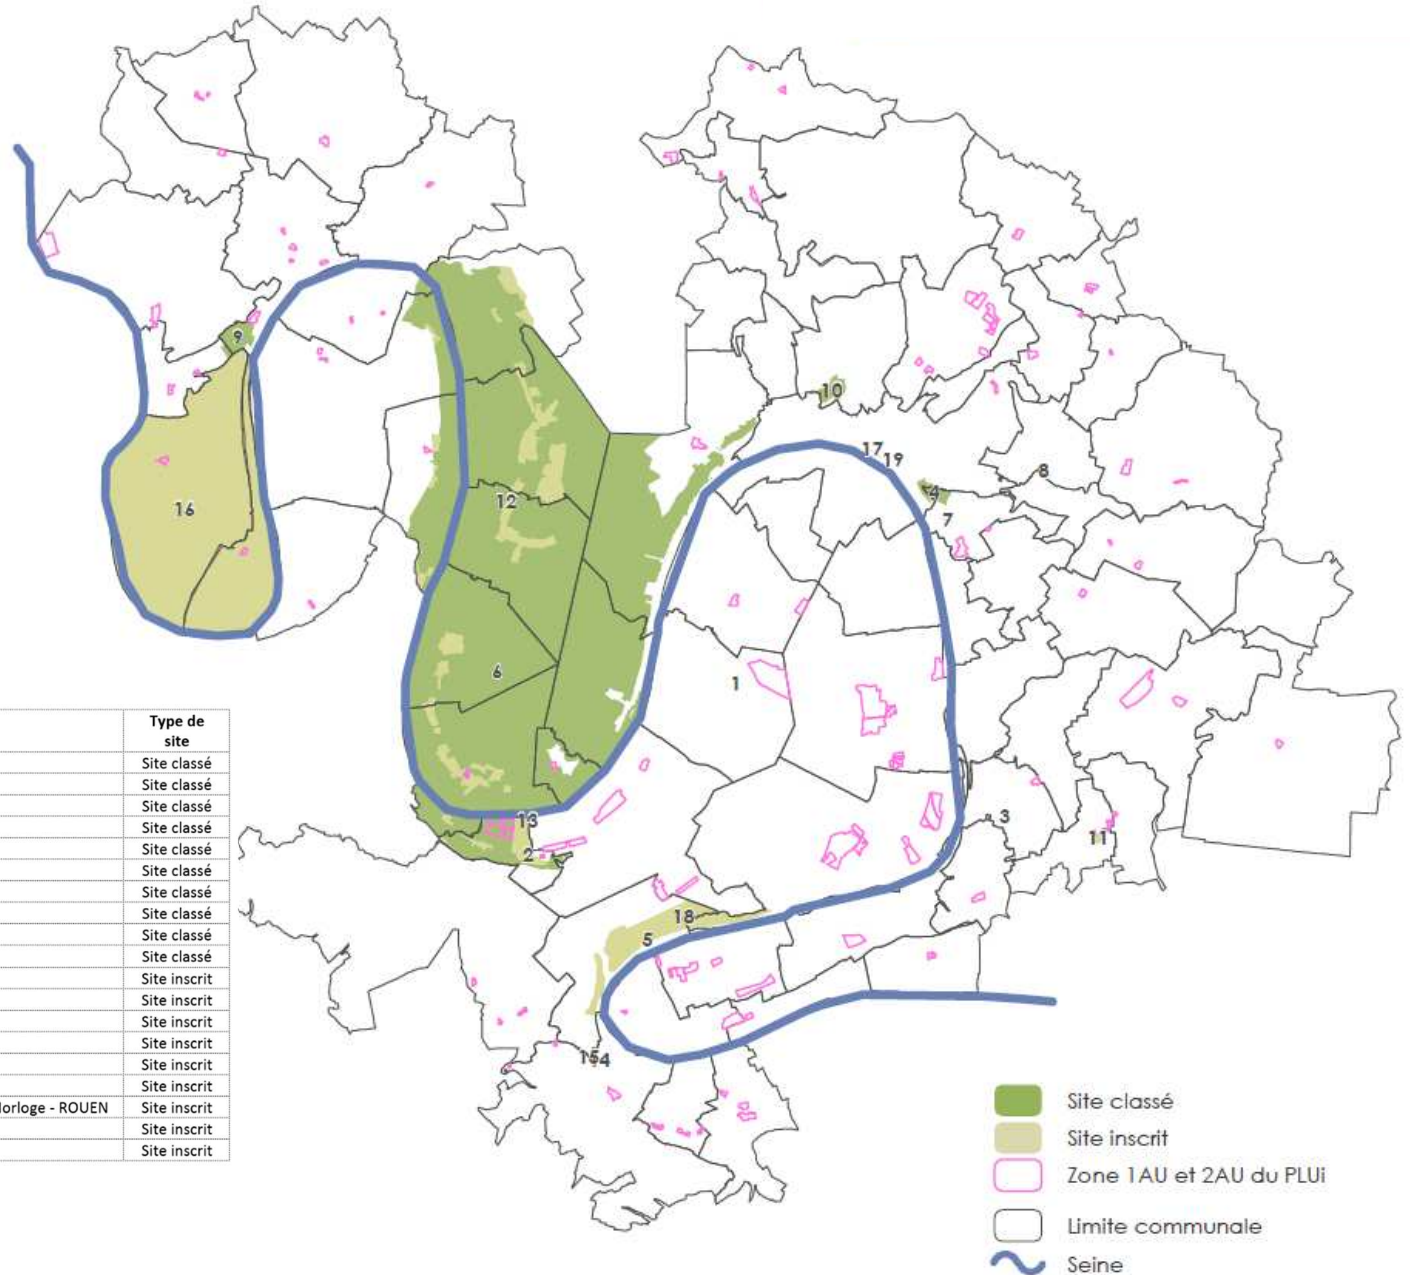 9
10
17
19
4
8
7
16
12
6
1
13
2
3
11
18
5
15
4
Type de
site
Site classé
Site classé
Site classé
Site classé
Site classé
Site classé
Site classé
Site classé
Site classé
Site classé
Site inscrit
Site inscrit
Site inscrit
Site inscrit
Site inscrit
Site inscrit
Horloge - ROUEN Site inscrit
Site inscrit
Site inscrit
Site classé
Site inscrit
Zone 1AU et 2AU du PLUi
Limite communale
Seine